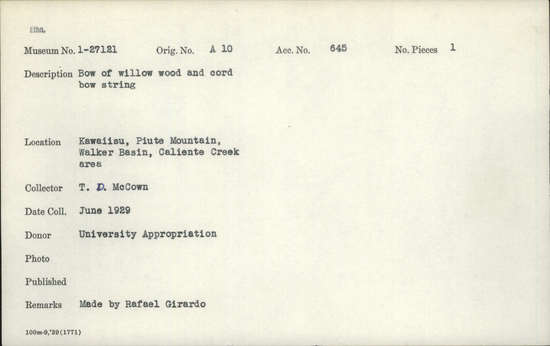 Museum No. 1-27121 Orig. No. A 10 Acc. No. 645 No. Pieces 1
Description Bow of willow wood and cord
bow string
Location Kawaiisu, Piute Mountain,
Walker Basin, Caliente Creek
area
Collector T. D. McCown
Date Coll. June 1929
Donor University Appropriation
Photo
Published
Remarks Made by Rafael Girardo
100m-9,'29(1771)